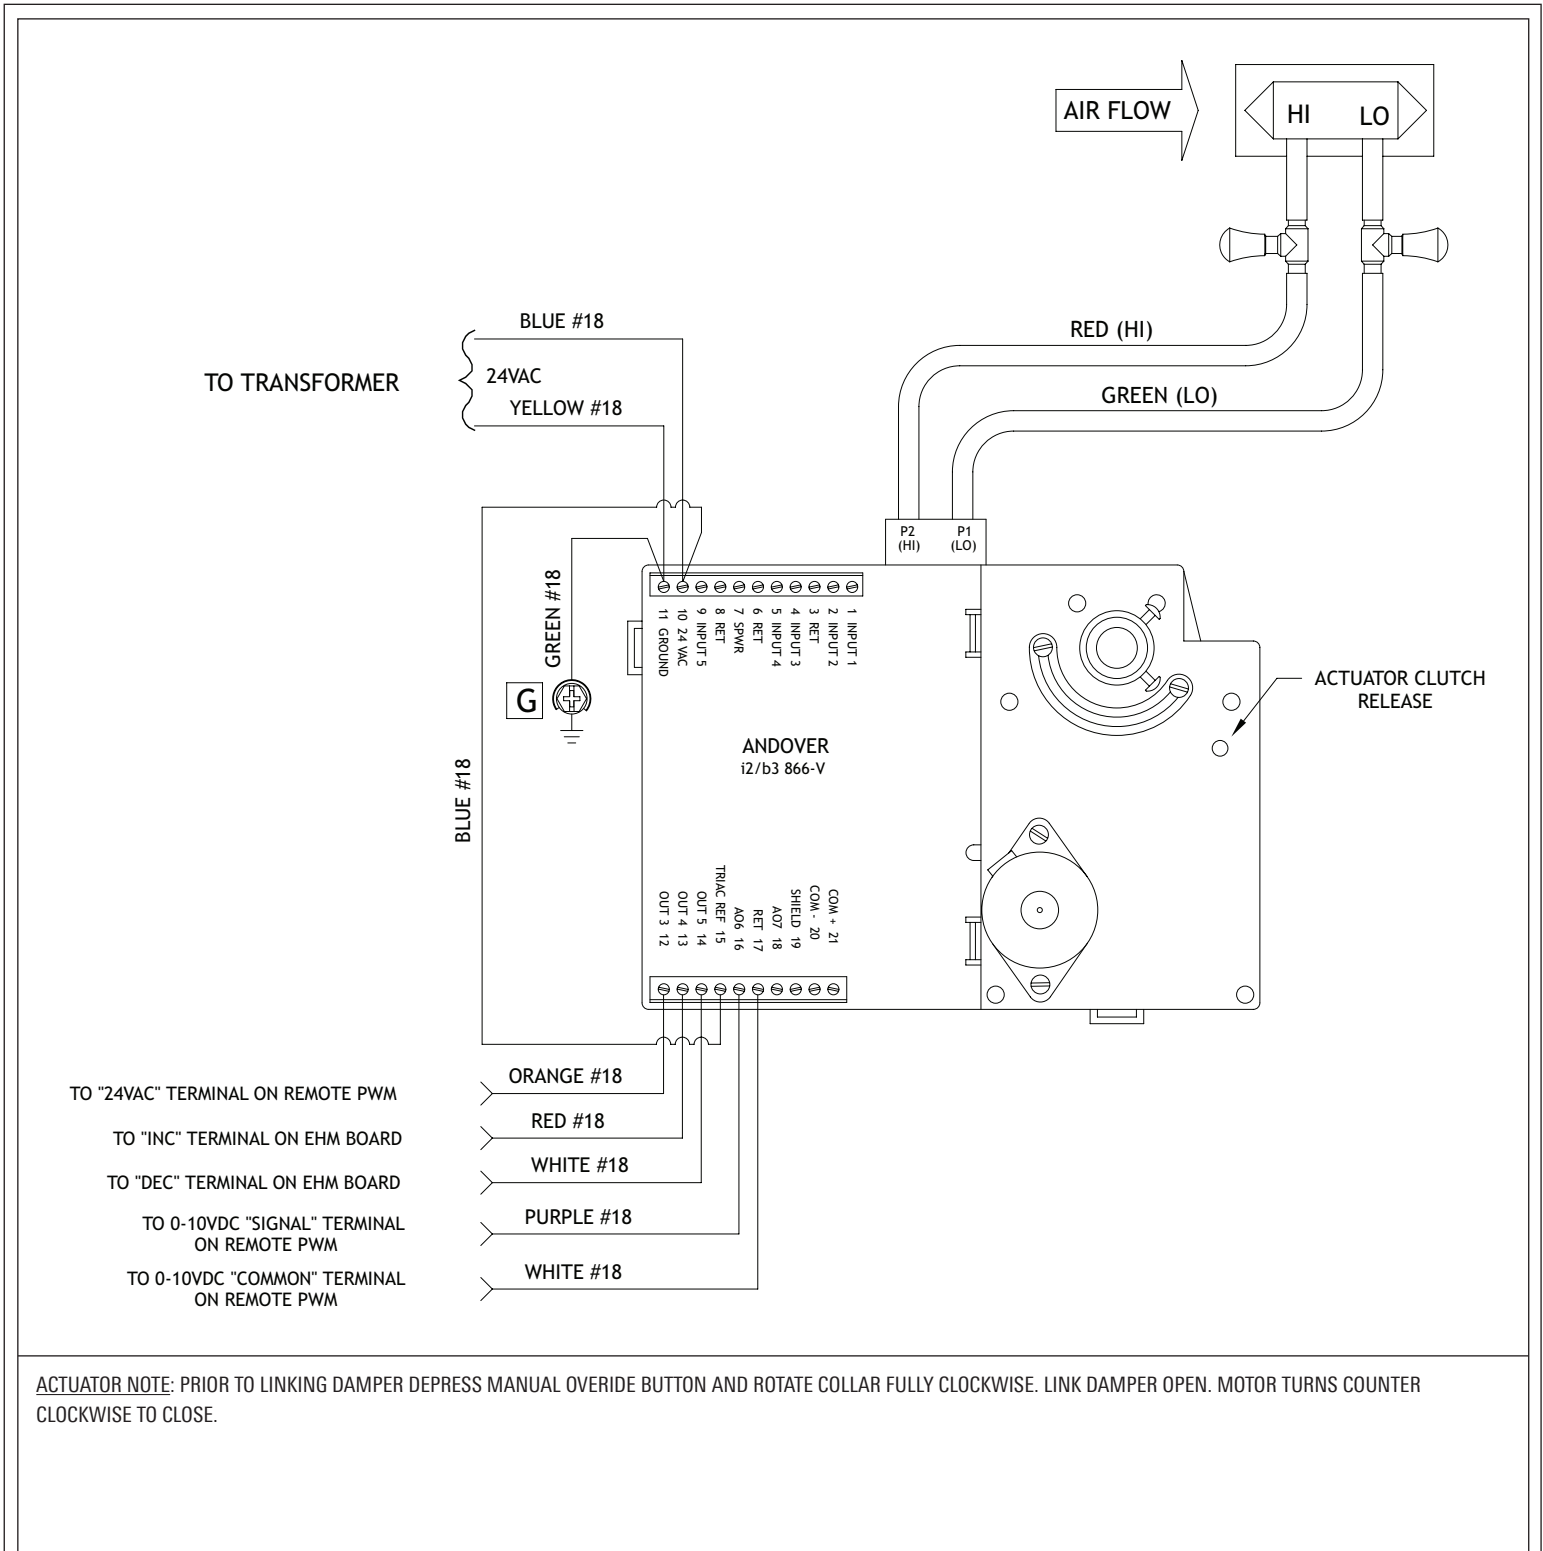 AIR FLOW
HI
LO
BLUE #18
RED (HI)
TO TRANSFORMER
24VAC
YELLOW #18
GREEN (LO)
P2
(HI)
P1
(LO)
GREEN #18
11 GROUND
10 24 VAC
9 INPUT 5
8 RET
7 SPWR
6 RET
5 INPUT 4
4 INPUT 3
3 RET
2 INPUT 2
1 INPUT 1
G
ACTUATOR CLUTCH
RELEASE
ANDOVER
i2/b3 866-V
BLUE #18
OUT 3 12
OUT 4 13
OUT 5 14
TRIAC REF 15
AO6 16
RET 17
AO7 18
SHIELD 19
COM - 20
COM + 21
ORANGE #18
TO "24VAC" TERMINAL ON REMOTE PWM
RED #18
TO "INC" TERMINAL ON EHM BOARD
WHITE #18
TO "DEC" TERMINAL ON EHM BOARD
PURPLE #18
TO 0-10VDC "SIGNAL" TERMINAL
ON REMOTE PWM
WHITE #18
TO 0-10VDC "COMMON" TERMINAL
ON REMOTE PWM
ACTUATOR NOTE: PRIOR TO LINKING DAMPER DEPRESS MANUAL OVERIDE BUTTON AND ROTATE COLLAR FULLY CLOCKWISE. LINK DAMPER OPEN. MOTOR TURNS COUNTER
CLOCKWISE TO CLOSE.